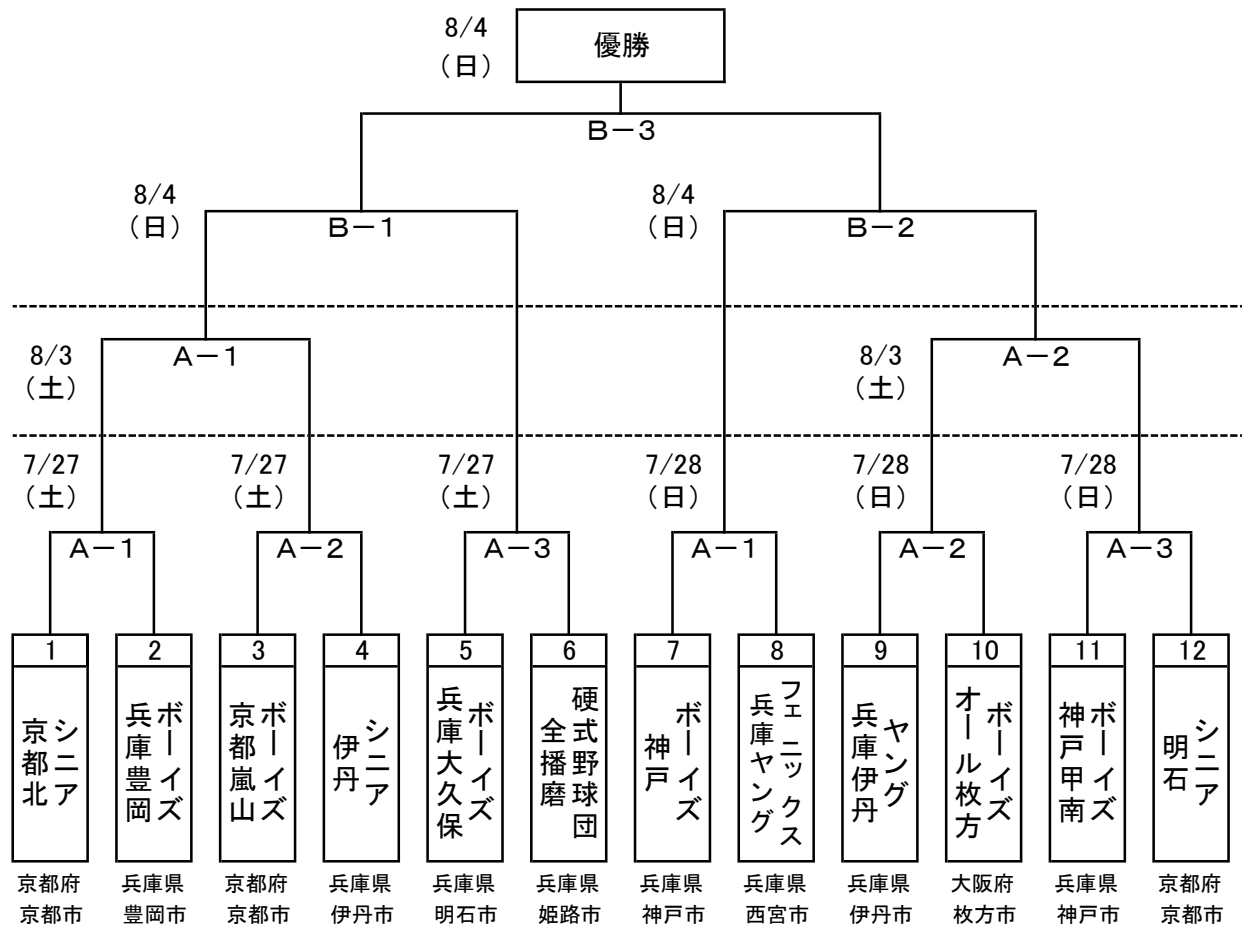 8/4
（日）
優勝
B－3
8/4
（日）
B－1
8/4
（日）
B－2
8/3
（土）
A－1
8/3
（土）
A－2
7/27
（土）
7/27
（土）
7/27
（土）
7/28
（日）
7/28
（日）
7/28
（日）
A－1
A－2
A－3
A－1
A－2
A－3
1
2
3
4
5
6
7
8
9
10
11
12
京都北
シニア
兵庫豊岡
ボーイズ
京都嵐山
ボーイズ
伊丹
シニア
兵庫大久保
ボーイズ
全播磨
硬式野球団
神戸
ボーイズ
兵庫ヤング
フェニックス
兵庫伊丹
ヤング
オール枚方
ボーイズ
神戸甲南
ボーイズ
明石
シニア
京都府
京都市
兵庫県
豊岡市
京都府
京都市
兵庫県
伊丹市
兵庫県
明石市
兵庫県
姫路市
兵庫県
神戸市
兵庫県
西宮市
兵庫県
伊丹市
大阪府
枚方市
兵庫県
神戸市
京都府
京都市